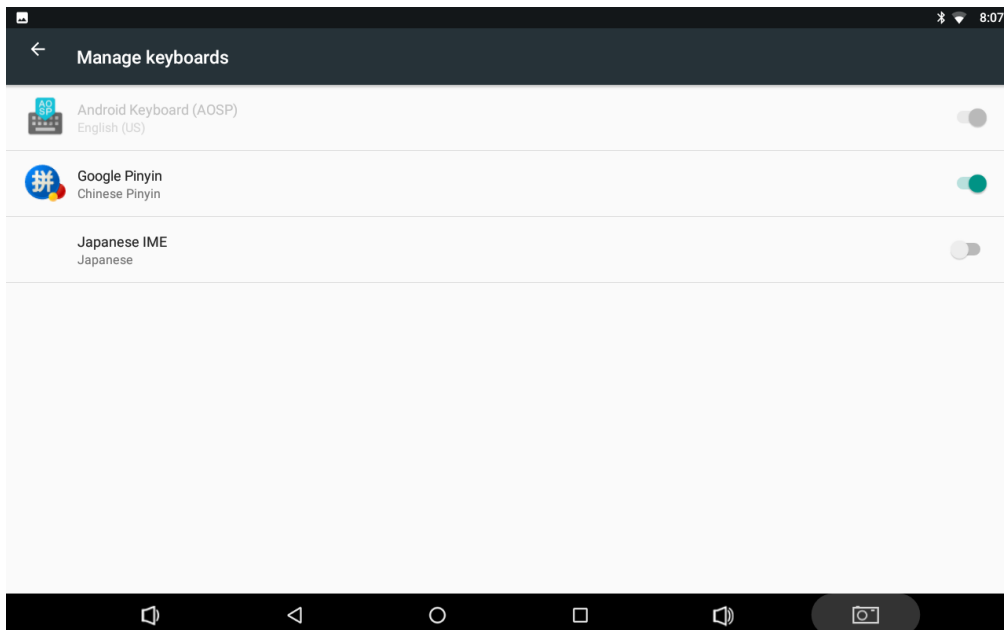 8:07
Manage keyboards
AO
SP
Android Keyboard (AOSP)
English (US)
拼
Google Pinyin
Chinese Pinyin
Japanese IME
Japanese